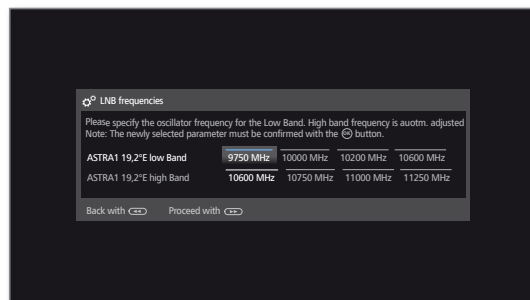 LNB frequencies
Please specify the oscillator frequency for the Low Band. High band frequency is auotm. adjusted
Note: The newly selected parameter must be confirmed with the OK button.
ASTRA1 19,2°E low Band 9750 MHz 10000 MHz 10200 MHz 10600 MHz
ASTRA1 19,2°E high Band 10600 MHz 10750 MHz 11000 MHz 11250 MHz
Back with Proceed with